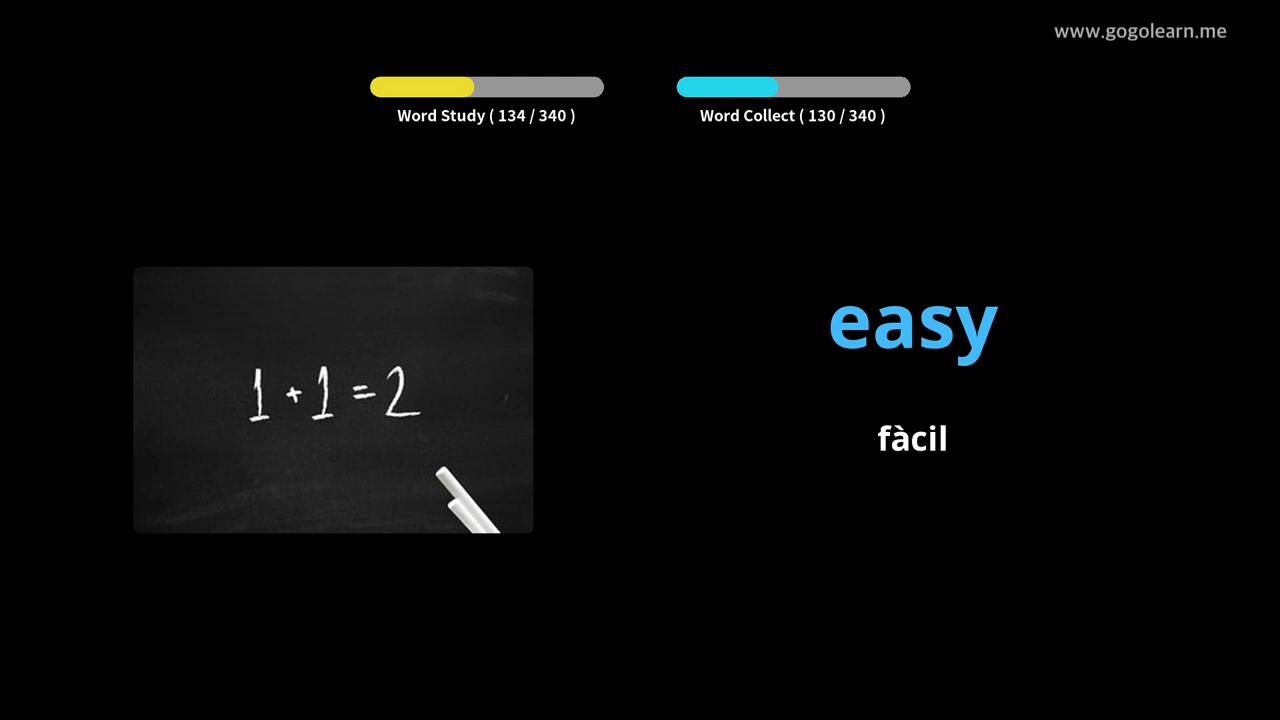 www.gogolearn.me
Word Study ( 134 / 340 )
Word Collect ( 130 / 340 )
1 + 1 = 2
easy
fàcil